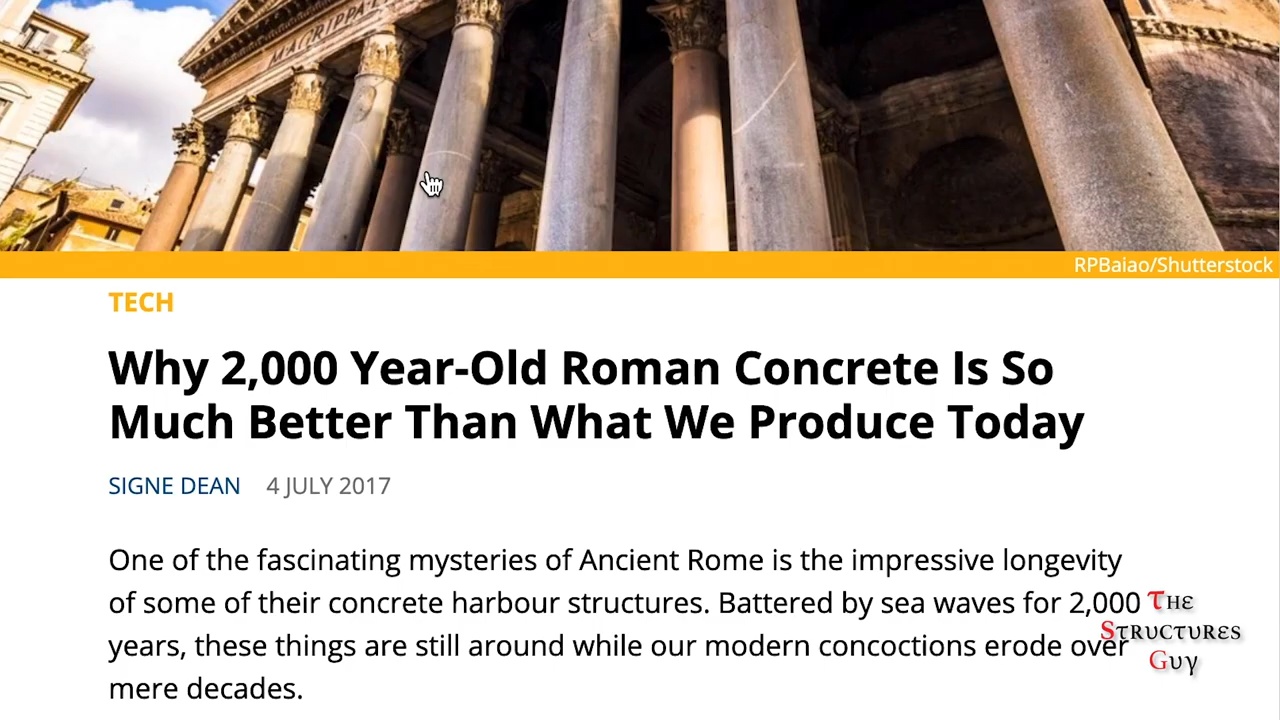 M·AGRIPPA·L
RPBaiao/Shutterstock
TECH
Why 2,000 Year-Old Roman Concrete Is So
Much Better Than What We Produce Today
SIGNE DEAN 4 JULY 2017
One of the fascinating mysteries of Ancient Rome is the impressive longevity
of some of their concrete harbour structures. Battered by sea waves for 2,000
years, these things are still around while our modern concoctions erode over
mere decades.
The
Structures
Guy